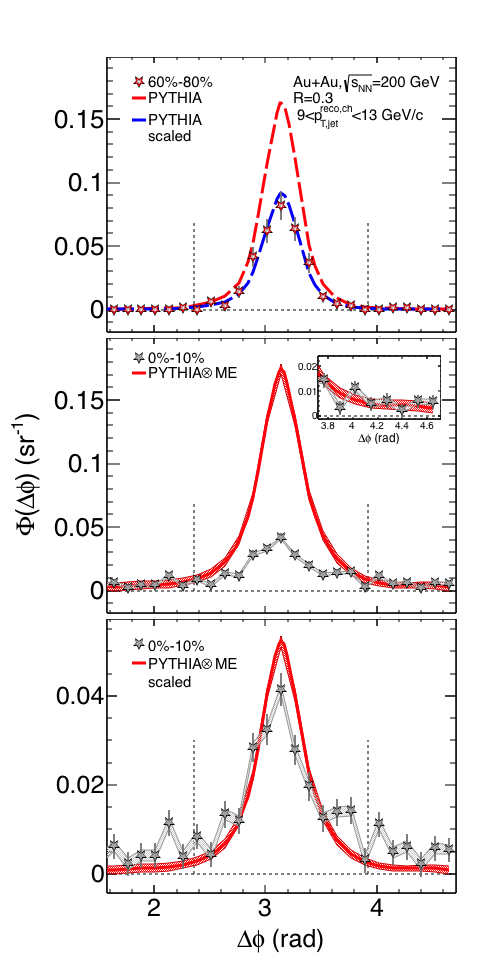 60%-80%
PYTHIA
PYTHIA
scaled
Au+Au, √sNN=200 GeV
R=0.3
9<p reco,ch T,jet <13 GeV/c
0.15
0.1
0.05
0
0%-10%
PYTHIA⊗ME
0.02
0.01
0
3.8 4 4.2 4.4 4.6
Δϕ (rad)
0.15
0.1
0.05
0
Φ(Δϕ) (sr-1)
0%-10%
PYTHIA⊗ME
scaled
0.04
0.02
0
2 3 4
Δϕ (rad)